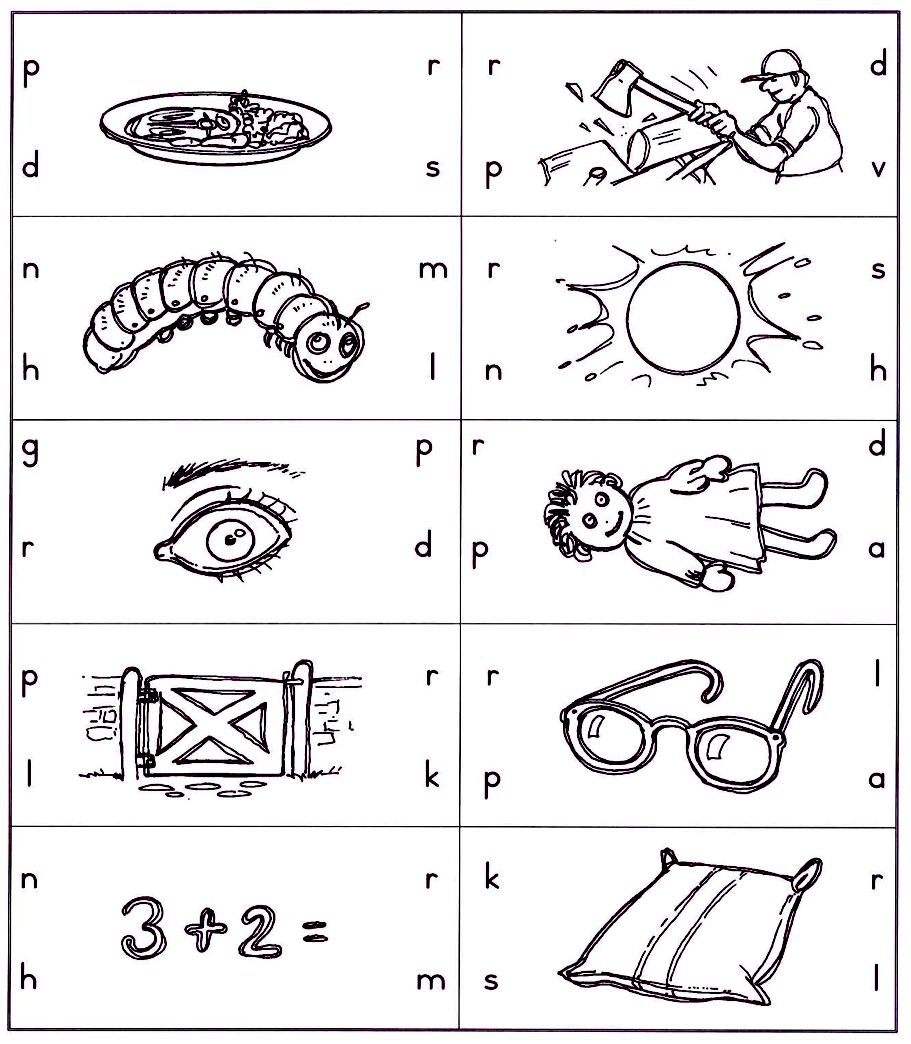 p r r d
d s p v
n m r s
h l n h
g p r d
r d p a
p r r l
l k p a
n r k r
3 + 2 =
h m s l